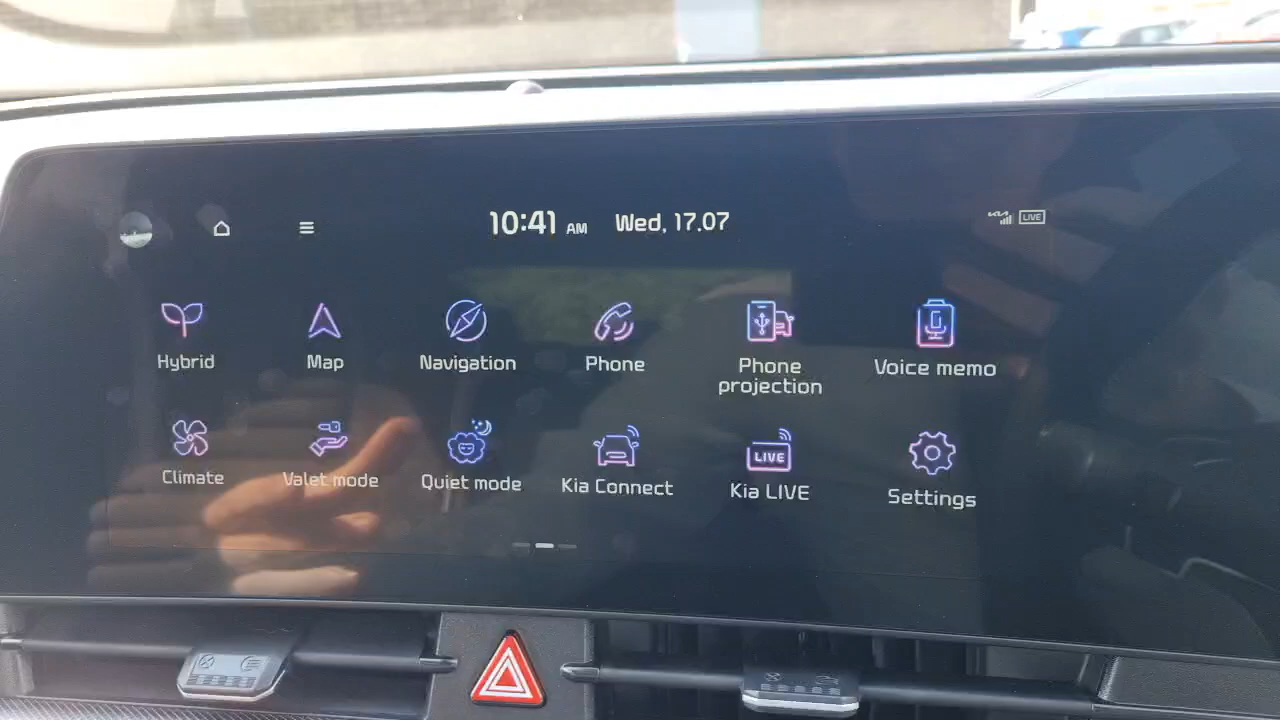 10:41 AM Wed, 17.07
KIA LIVE
Hybrid Map Navigation Phone Phone projection Voice memo
Climate Valet mode Quiet mode Kia Connect LIVE Kia LIVE Settings